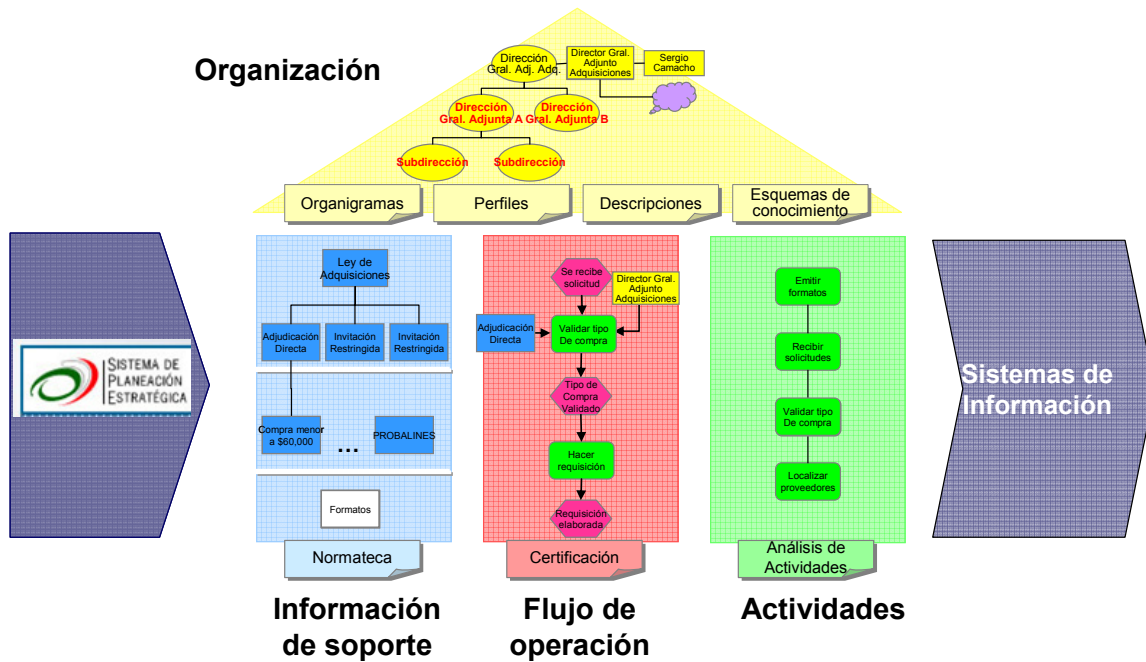 Organización
Dirección
Gral. Adj. Adq.
Director Gral.
Adjunto
Adquisiciones
Sergio
Camacho
Dirección
Gral. Adjunta A
Dirección
Gral. Adjunta B
Subdirección
Subdirección
Organigramas
Perfiles
Descripciones
Esquemas de
conocimiento
SISTEMA DE
PLANEACIÓN
ESTRATÉGICA
Ley de
Adquisiciones
Adjudicación
Directa
Invitación
Restringida
Invitación
Restringida
Compra menor
a $60,000
...
PROBALINES
Formatos
Normateca
Información
de soporte
Se recibe
solicitud
Director Gral.
Adjunto
Adquisiciones
Adjudicación
Directa
Validar tipo
De compra
Tipo de
Compra
Validado
Hacer
requisición
Requisición
elaborada
Certificación
Flujo de
operación
Emitir
formatos
Recibir
solicitudes
Validar tipo
De compra
Localizar
proveedores
Análisis de
Actividades
Actividades
Sistemas de
Información